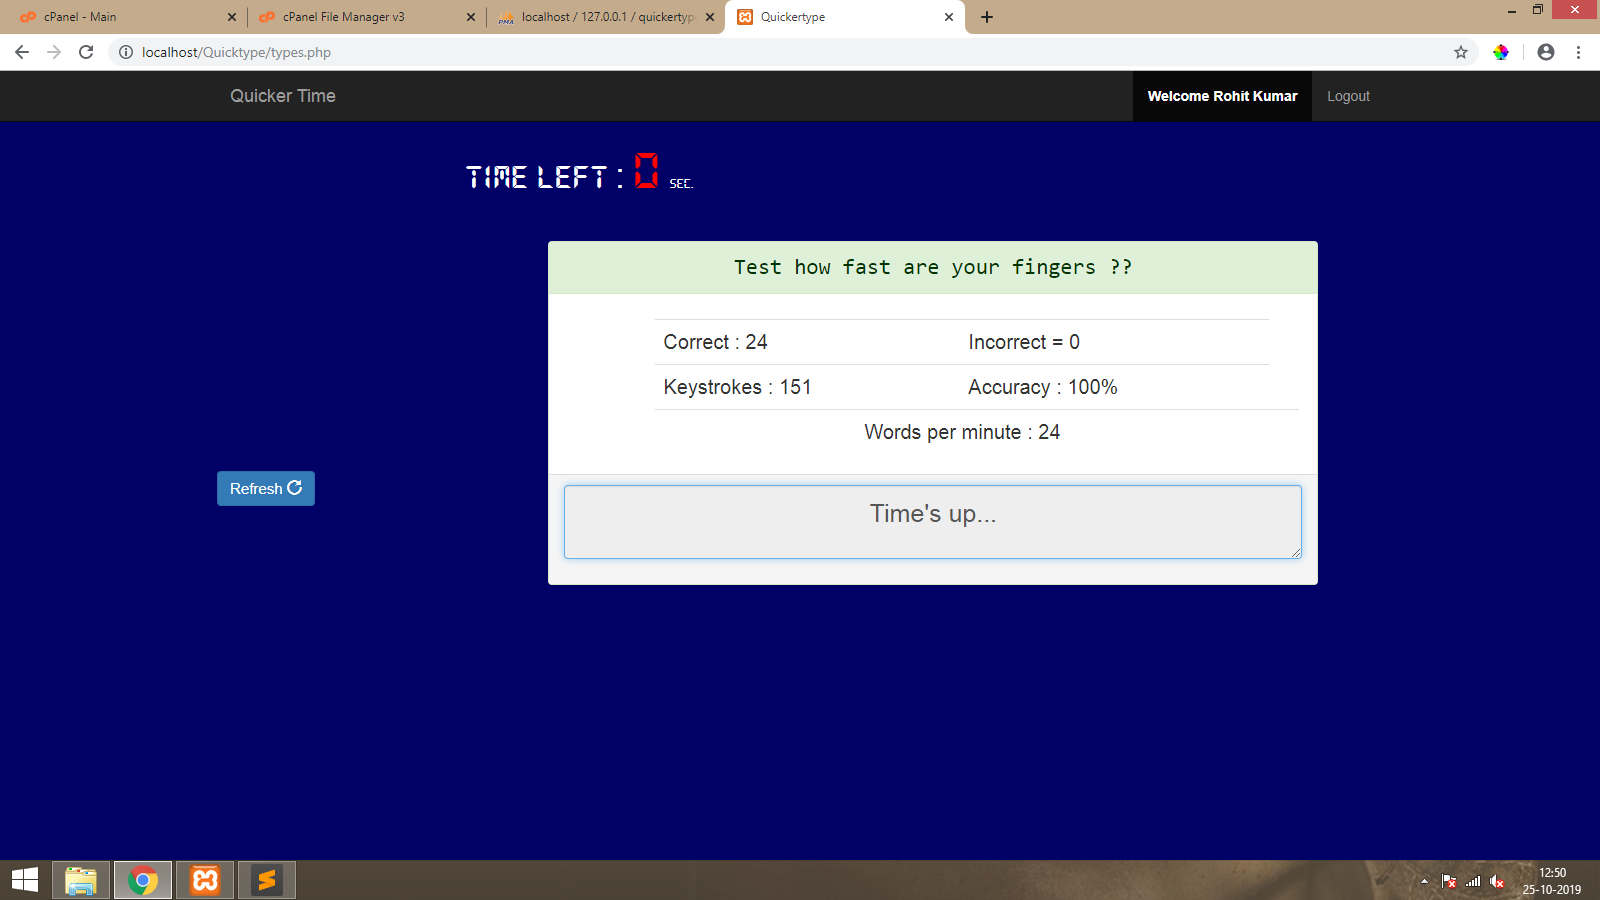 cPanel - Main
cPanel File Manager v3
localhost / 127.0.0.1 / quickertyp
Quickertype
localhost/Quicktype/types.php
Quicker Time
Welcome Rohit Kumar
Logout
TIME LEFT : 0 SEC.
Test how fast are your fingers ??
Correct : 24
Incorrect = 0
Keystrokes : 151
Accuracy : 100%
Words per minute : 24
Refresh
Time's up...
12:50
25-10-2019